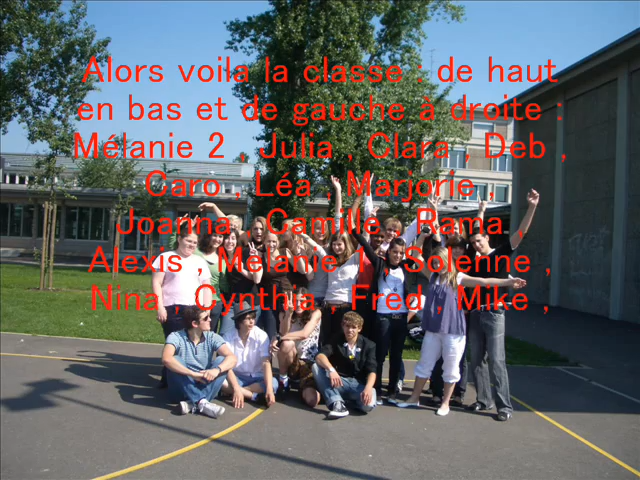 Alors voila la classe : de haut
en bas et de gauche à droite :
Mélanie 2 Julia , Clara , Deb ,
Caro , Léa , Marjorie
Joanna , Camille , Rama ,
Alexis , Mélanie 1 , Solenne ,
Nina , Cynthia , Fred , Mike ,